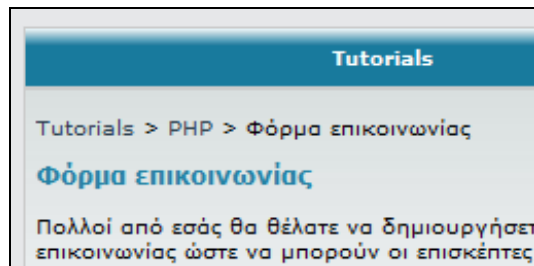 Tutorials
Tutorials > PHP > Φόρμα επικοινωνίας
Φόρμα επικοινωνίας
Πολλοί από εσάς θα θέλατε να δημιουργήσετ
επικοινωνίας ώστε να μπορούν οι επισκέπτες